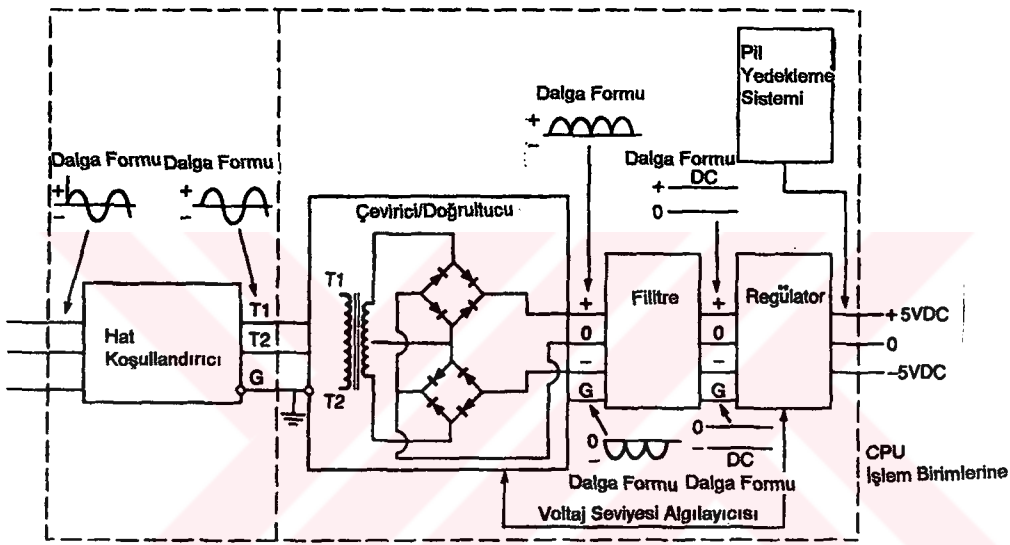 Pil
Yedekleme
Sistemi
Dalga Formu
+
−
Dalga Formu
DC
+
0
Dalga Formu
+
−
Dalga Formu
+
−
Çevirici/Doğrultucu
T1
T2
Hat
Koşullandırıcı
T1
T2
G
+
0
−
G
Filitre
+
0
−
G
Regülator
+5VDC
0
−5VDC
0
−
Dalga Formu
0
−
DC
Dalga Formu
Voltaj Seviyesi Algılayıcısı
CPU
İşlem Birimlerine